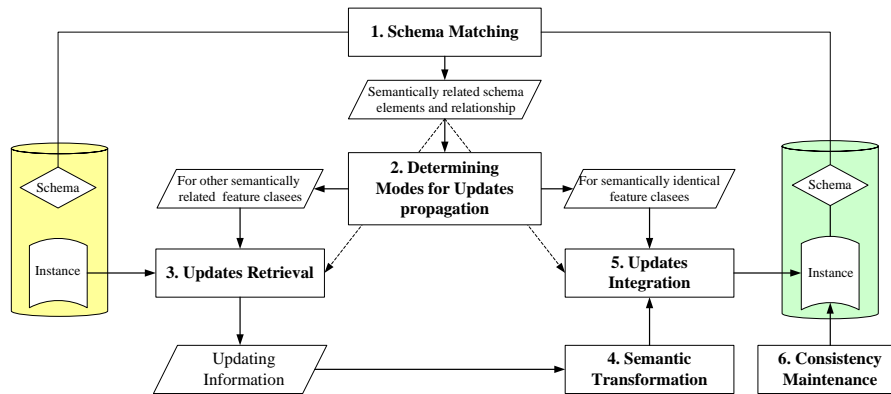 1. Schema Matching
Semantically related schema
elements and relationship
2. Determining
Modes for Updates
propagation
For other semantically
related feature clasees
For semantically identical
feature clasees
Schema
Schema
Instance
3. Updates Retrieval
5. Updates
Integration
Instance
Updating
Information
4. Semantic
Transformation
6. Consistency
Maintenance